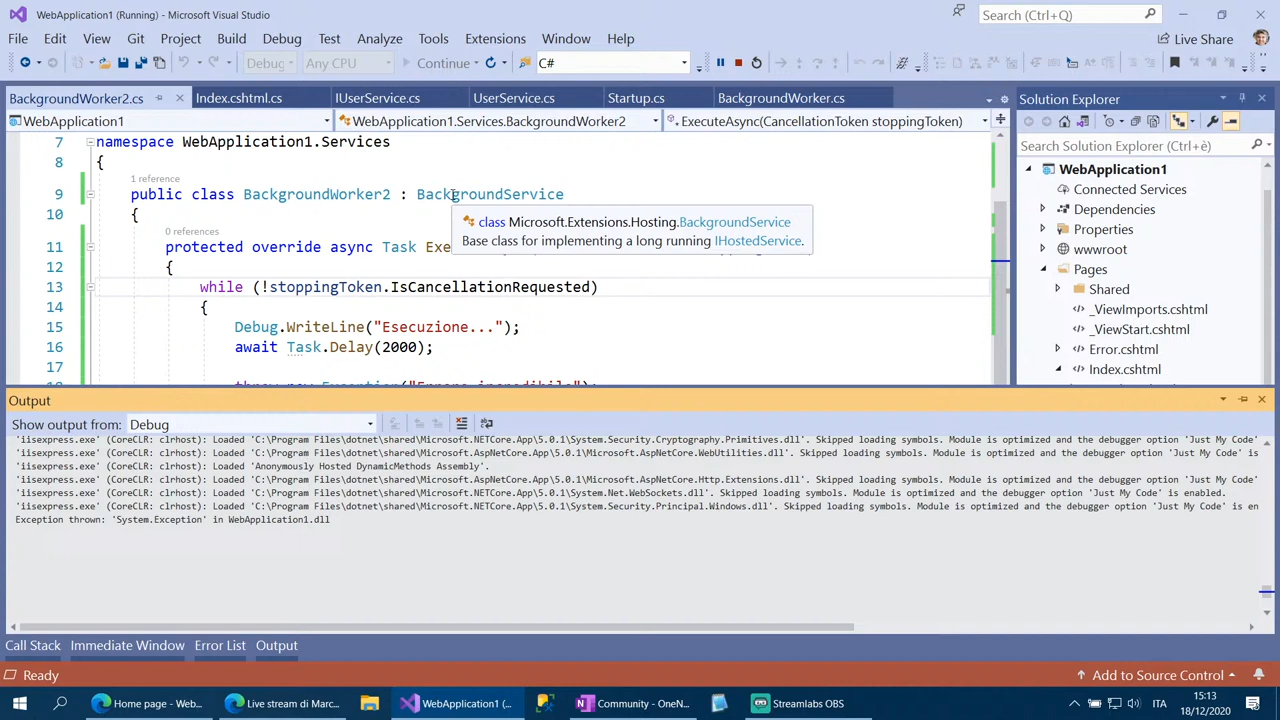 WebApplication1 (Running) - Microsoft Visual Studio
Search (Ctrl+Q)
File Edit View Git Project Build Debug Test Analyze Tools Extensions Window Help
Live Share
Debug Any CPU Continue C#
BackgroundWorker2.cs Index.cshtml.cs IUserService.cs UserService.cs Startup.cs BackgroundWorker.cs
WebApplication1 WebApplication1.Services.BackgroundWorker2 ExecuteAsync(CancellationToken stoppingToken)
7 namespace WebApplication1.Services
8 {
1 reference
9 public class BackgroundWorker2 : BackgroundService
10 {
class Microsoft.Extensions.Hosting.BackgroundService
Base class for implementing a long running IHostedService.
0 references
11 protected override async Task Exe
12 {
13 while (!stoppingToken.IsCancellationRequested)
14 {
15 Debug.WriteLine("Esecuzione...");
16 await Task.Delay(2000);
17
18 throw new Exception("Errore incredibile");
Solution Explorer
Search Solution Explorer (Ctrl+è)
WebApplication1
Connected Services
Dependencies
Properties
wwwroot
Pages
Shared
_ViewImports.cshtml
_ViewStart.cshtml
Error.cshtml
Index.cshtml
Output
Show output from: Debug
'iisexpress.exe' (CoreCLR: clrhost): Loaded 'C:\Program Files\dotnet\shared\Microsoft.NETCore.App\5.0.1\System.Security.Cryptography.Primitives.dll'. Skipped loading symbols. Module is optimized and the debugger option 'Just My Code'
'iisexpress.exe' (CoreCLR: clrhost): Loaded 'C:\Program Files\dotnet\shared\Microsoft.AspNetCore.App\5.0.1\Microsoft.AspNetCore.WebUtilities.dll'. Skipped loading symbols. Module is optimized and the debugger option 'Just My Code' is
'iisexpress.exe' (CoreCLR: clrhost): Loaded 'Anonymously Hosted DynamicMethods Assembly'.
'iisexpress.exe' (CoreCLR: clrhost): Loaded 'C:\Program Files\dotnet\shared\Microsoft.AspNetCore.App\5.0.1\Microsoft.AspNetCore.Http.Extensions.dll'. Skipped loading symbols. Module is optimized and the debugger option 'Just My Code'
'iisexpress.exe' (CoreCLR: clrhost): Loaded 'C:\Program Files\dotnet\shared\Microsoft.NETCore.App\5.0.1\System.Net.WebSockets.dll'. Skipped loading symbols. Module is optimized and the debugger option 'Just My Code' is enabled.
'iisexpress.exe' (CoreCLR: clrhost): Loaded 'C:\Program Files\dotnet\shared\Microsoft.NETCore.App\5.0.1\System.Security.Principal.Windows.dll'. Skipped loading symbols. Module is optimized and the debugger option 'Just My Code' is en
Exception thrown: 'System.Exception' in WebApplication1.dll
Call Stack Immediate Window Error List Output
Ready
Add to Source Control
Home page - Web... Live stream di Marc... WebApplication1 (... Community - OneN... Streamlabs OBS
ITA
15:13
18/12/2020